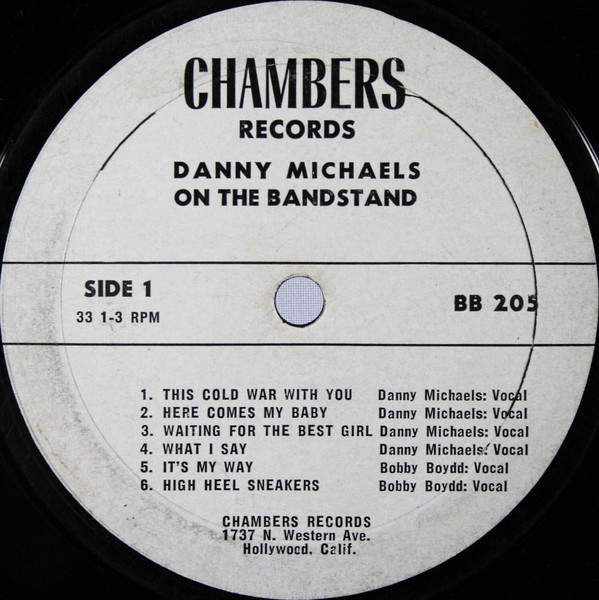 CHAMBERS
RECORDS
DANNY MICHAELS
ON THE BANDSTAND
SIDE 1
33 1-3 RPM
BB 205
1. THIS COLD WAR WITH YOU Danny Michaels: Vocal
2. HERE COMES MY BABY Danny Michaels: Vocal
3. WAITING FOR THE BEST GIRL Danny Michaels: Vocal
4. WHAT I SAY Danny Michaels: Vocal
5. IT'S MY WAY Bobby Boydd: Vocal
6. HIGH HEEL SNEAKERS Bobby Boydd: Vocal
CHAMBERS RECORDS
1737 N. Western Ave.
Hollywood, Calif.